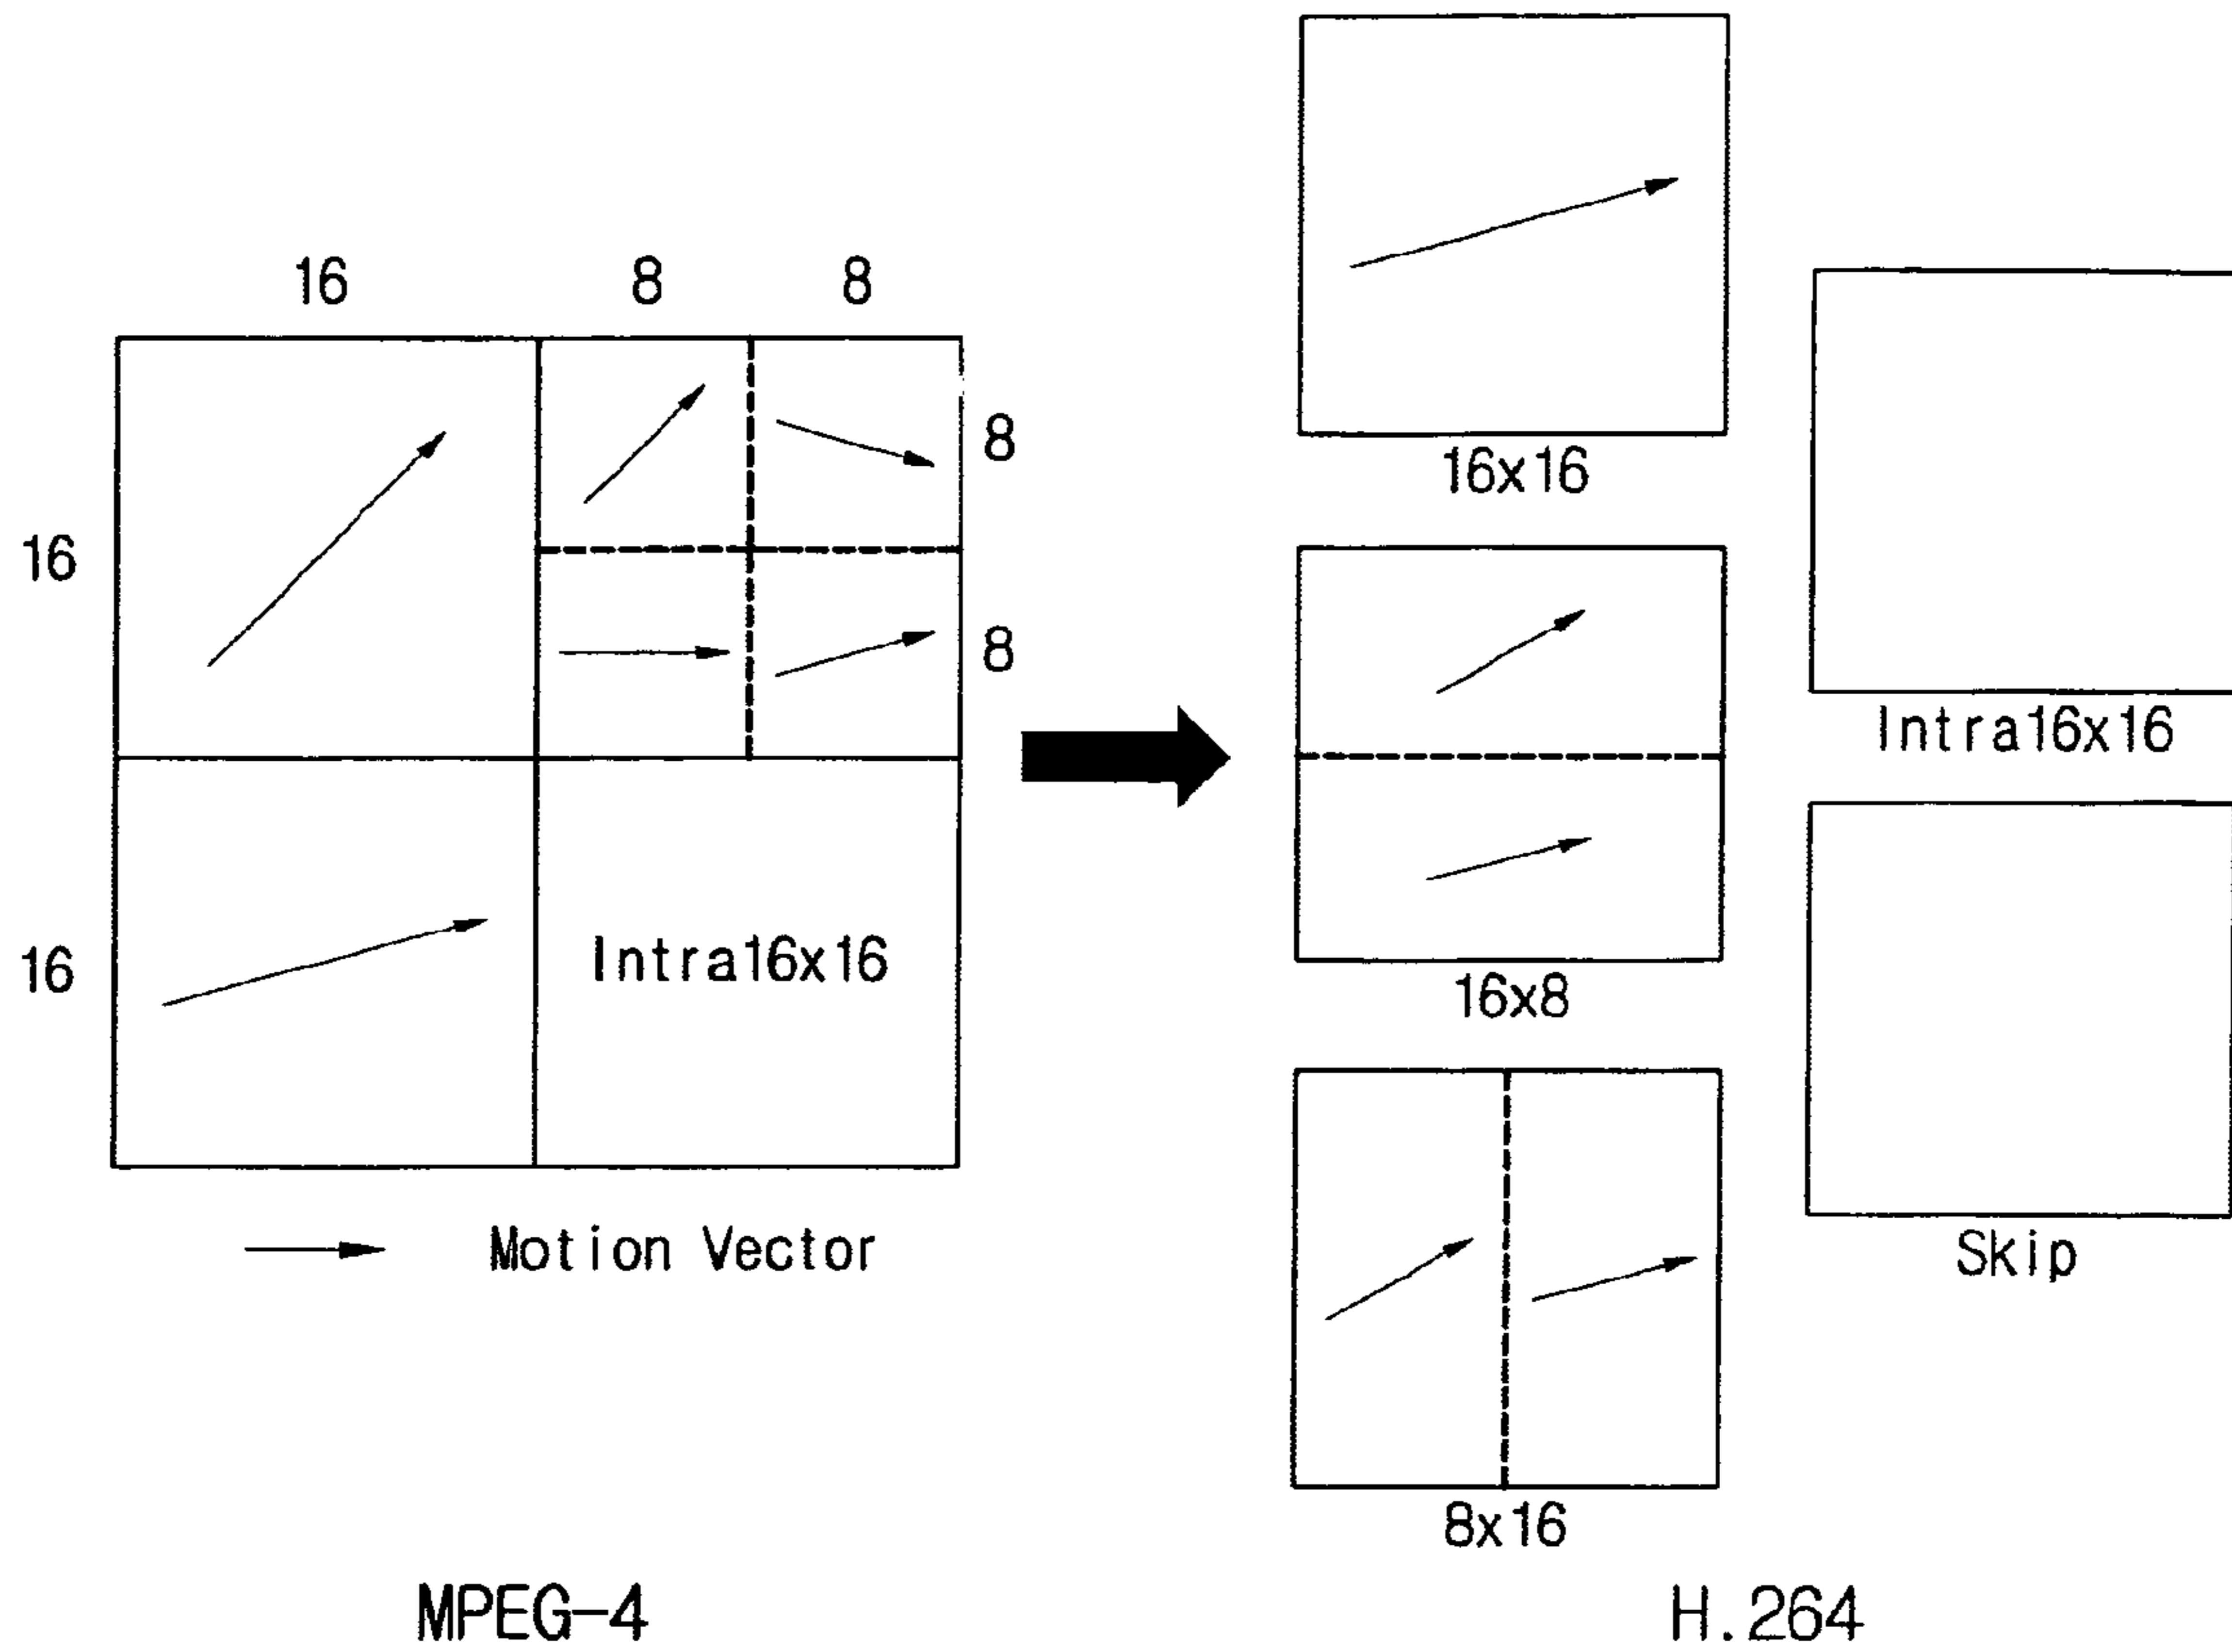 16 8 8
16
8
8
16
Intra16x16
Motion Vector
MPEG-4
16x16
Intra16x16
16x8
Skip
8x16
H.264